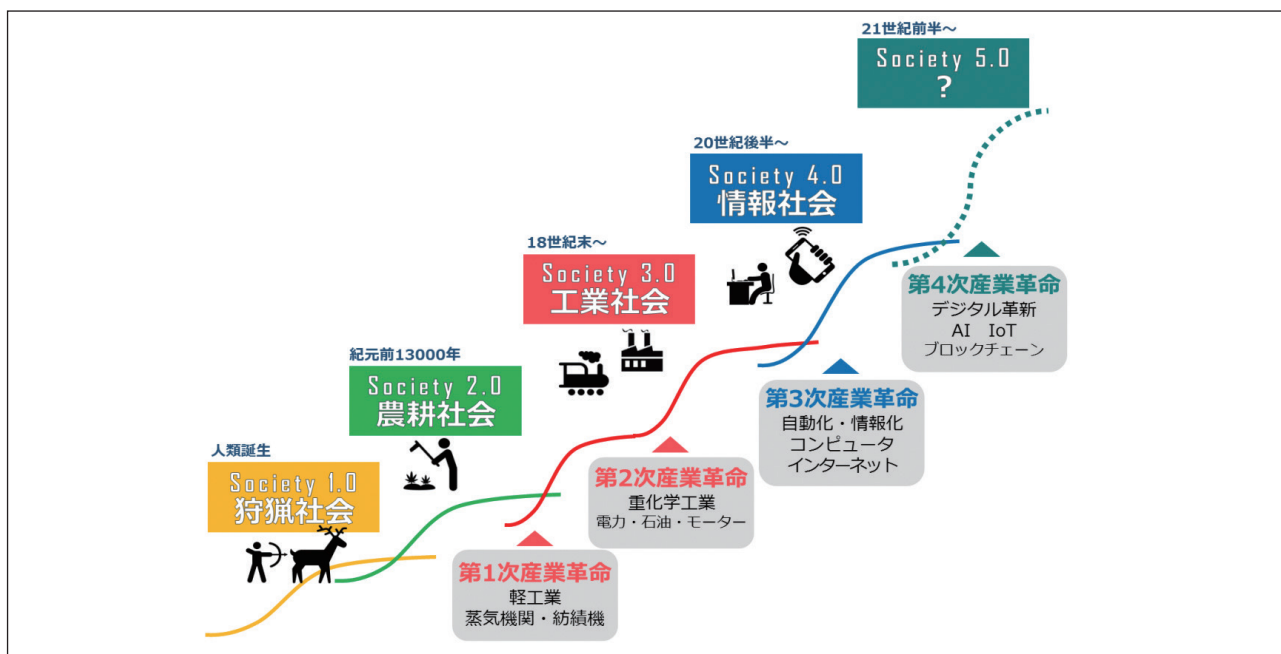 21世紀前半~
Society 5.0
?
20世紀後半~
Society 4.0
情報社会
18世紀末~
Society 3.0
工業社会
紀元前13000年
Society 2.0
農耕社会
人類誕生
Society 1.0
狩猟社会
第1次産業革命
軽工業
蒸気機関・紡績機
第2次産業革命
重化学工業
電力・石油・モーター
第3次産業革命
自動化・情報化
コンピュータ
インターネット
第4次産業革命
デジタル革新
AI IoT
ブロックチェーン